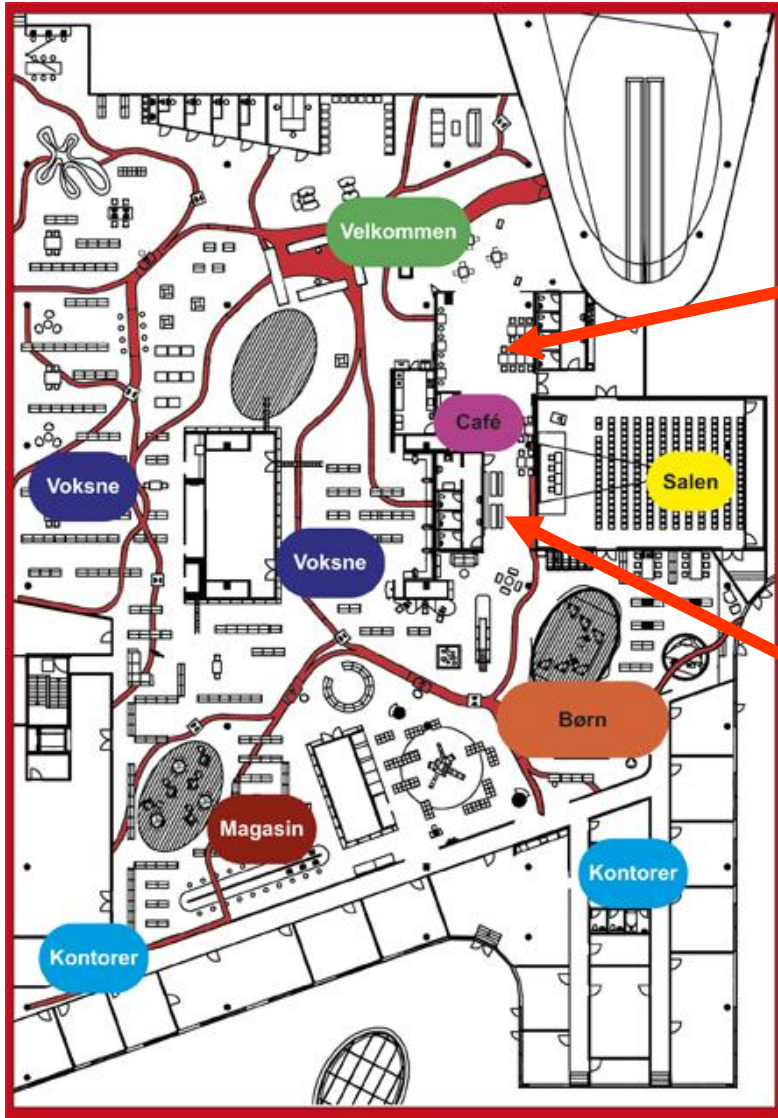 Velkommen
Café
Voksne
Salen
Voksne
Børn
Magasin
Kontorer
Kontorer